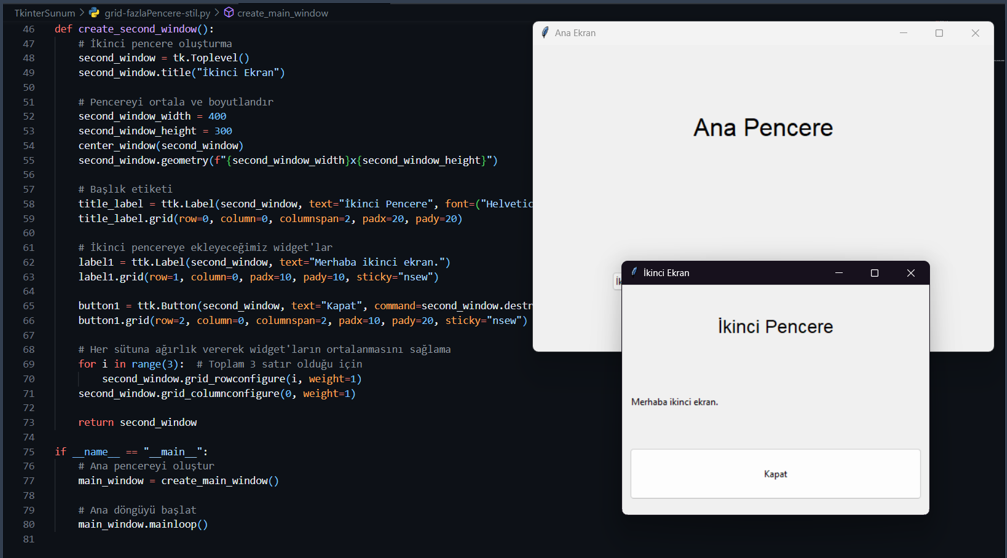 TkinterSunum > grid-fazlaPencere-stil.py > create_main_window
46 def create_second_window():
47     # İkinci pencere oluşturma
48     second_window = tk.Toplevel()
49     second_window.title("İkinci Ekran")
50
51     # Pencereyi ortala ve boyutlandır
52     second_window_width = 400
53     second_window_height = 300
54     center_window(second_window)
55     second_window.geometry(f"{second_window_width}x{second_window_height}")
56
57     # Başlık etiketi
58     title_label = ttk.Label(second_window, text="İkinci Pencere", font=("Helvetic
59     title_label.grid(row=0, column=0, columnspan=2, padx=20, pady=20)
60
61     # İkinci pencereye ekleyeceğimiz widget'lar
62     label1 = ttk.Label(second_window, text="Merhaba ikinci ekran.")
63     label1.grid(row=1, column=0, padx=10, pady=10, sticky="nsew")
64
65     button1 = ttk.Button(second_window, text="Kapat", command=second_window.destr
66     button1.grid(row=2, column=0, columnspan=2, padx=10, pady=20, sticky="nsew")
67
68     # Her sütuna ağırlık vererek widget'ların ortalanmasını sağlama
69     for i in range(3):  # Toplam 3 satır olduğu için
70         second_window.grid_rowconfigure(i, weight=1)
71     second_window.grid_columnconfigure(0, weight=1)
72
73     return second_window
74
75 if __name__ == "__main__":
76     # Ana pencereyi oluştur
77     main_window = create_main_window()
78
79     # Ana döngüyü başlat
80     main_window.mainloop()
81
Ana Ekran
Ana Pencere
İkinci Ekran
İkinci Pencere
Merhaba ikinci ekran.
Kapat